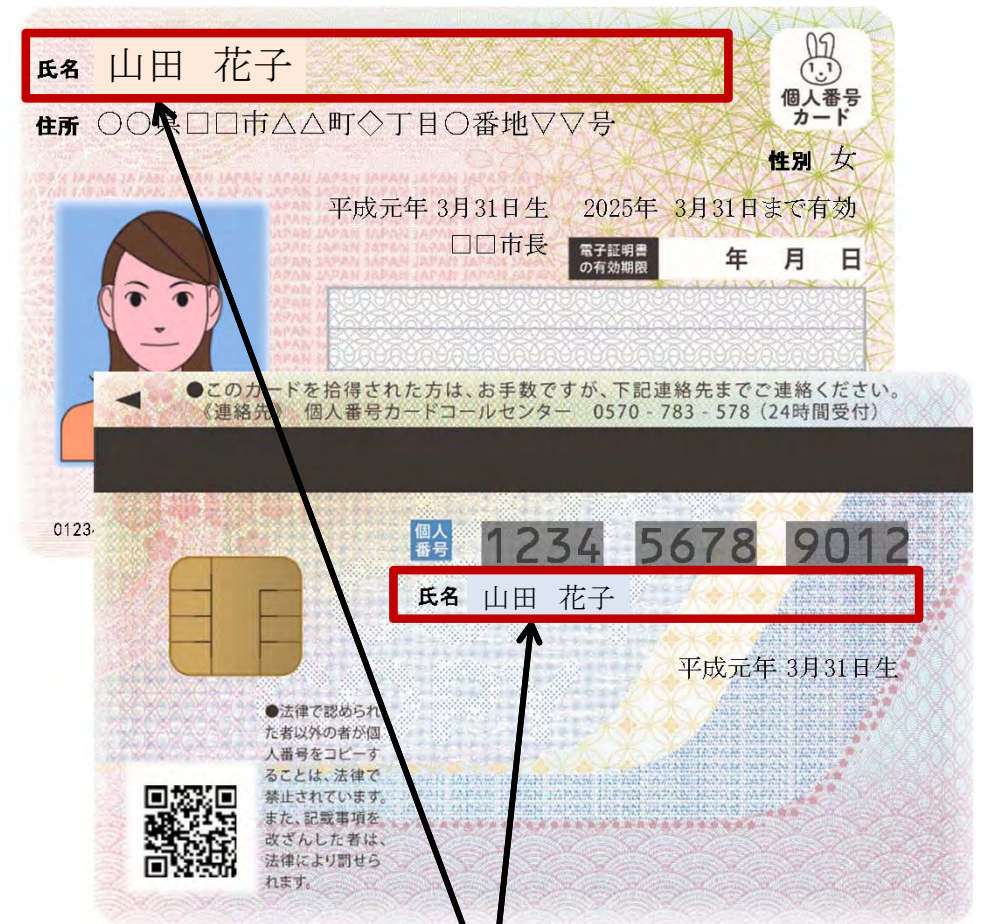 氏名 山田 花子
個人番号
カード
住所 ○○県□□市△△町◇丁目○番地▽▽号
性別 女
平成元年 3月31日生 2025年 3月31日まで有効
□□市長 電子証明書の有効期限 年 月 日
0123
●このカードを拾得された方は、お手数ですが、下記連絡先までご連絡ください。
《連絡先》 個人番号カードコールセンター 0570-783-578（24時間受付）
個人番号 1234 5678 9012
氏名 山田 花子
平成元年 3月31日生
●法律で認められ
た者以外の者が個
人番号をコピーす
ることは、法律で
禁止されています。
また、記載事項を
改ざんした者は、
法律により罰せら
れます。